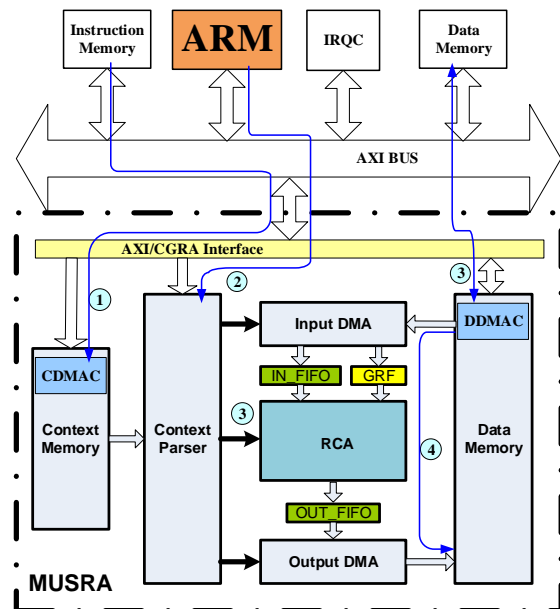 Instruction
Memory
ARM
IRQC
Data
Memory
AXI BUS
AXI/CGRA Interface
1
2
3
CDMAC
Context
Memory
Context
Parser
Input DMA
DDMAC
IN_FIFO
GRF
3
RCA
4
Data
Memory
OUT_FIFO
Output DMA
MUSRA